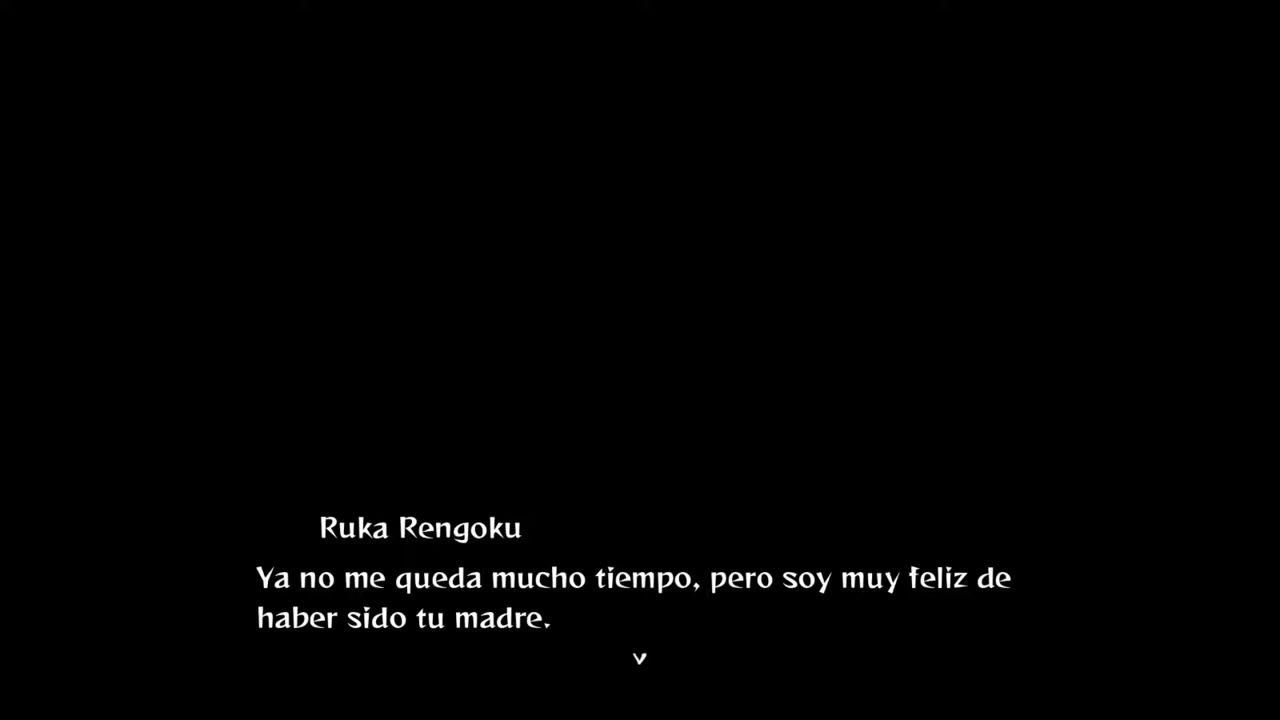 Ruka Rengoku
Ya no me queda mucho tiempo, pero soy muy feliz de
haber sido tu madre.